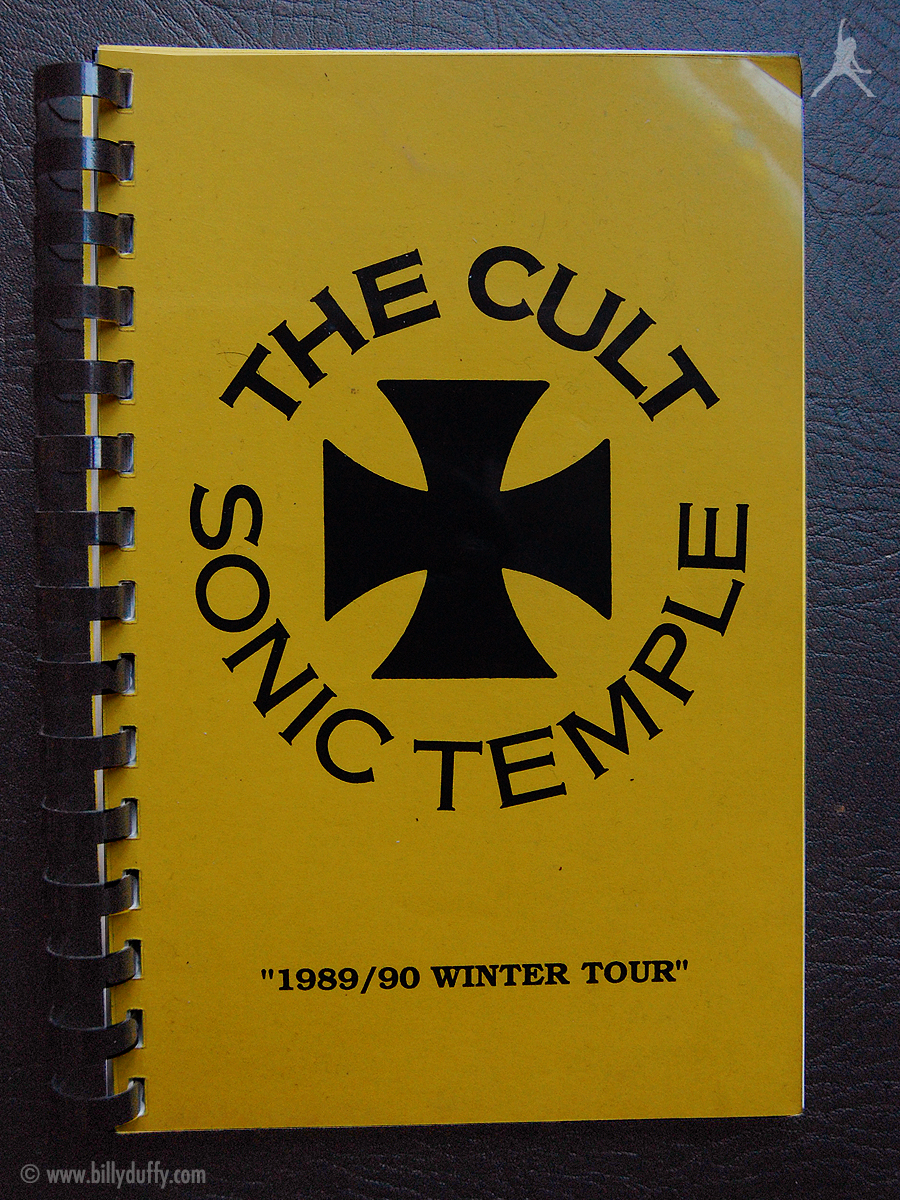 THE CULT
SONIC TEMPLE
"1989/90 WINTER TOUR"
© www.billyduffy.com